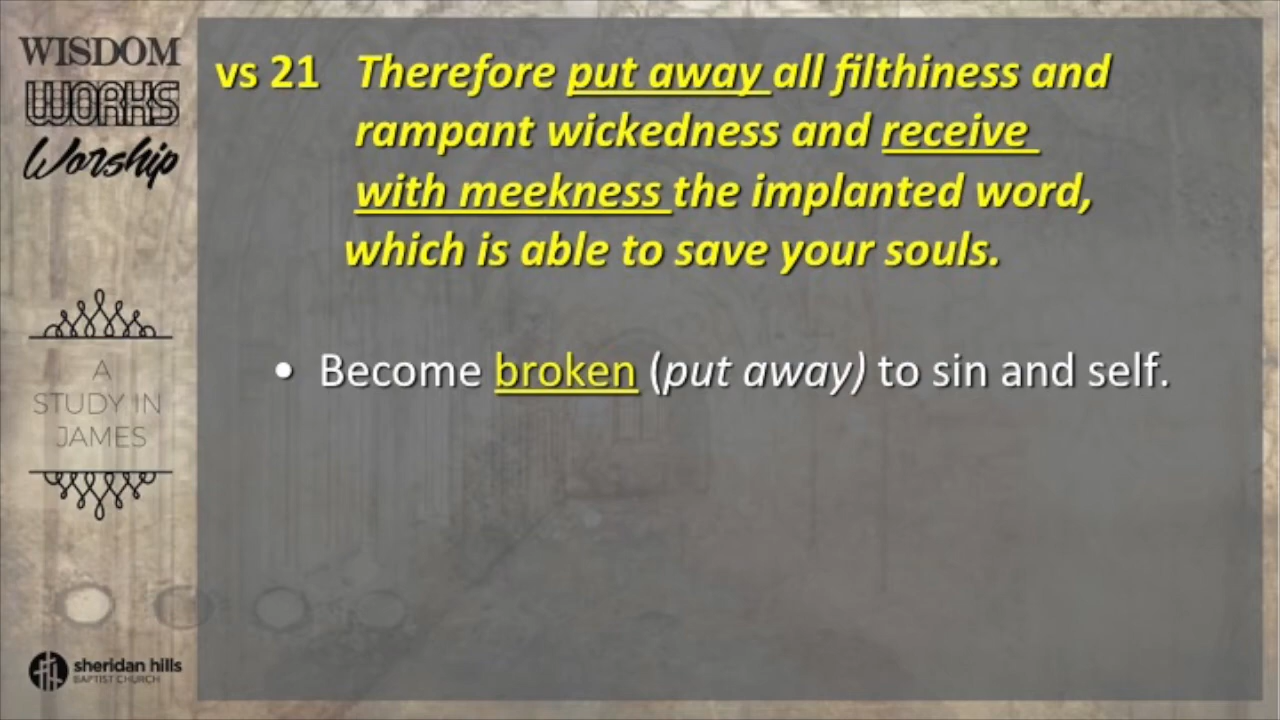 WISDOM
WORKS
Worship
A
STUDY IN
JAMES
sheridan hills
BAPTIST CHURCH
vs 21 Therefore put away all filthiness and
rampant wickedness and receive
with meekness the implanted word,
which is able to save your souls.
• Become broken (put away) to sin and self.